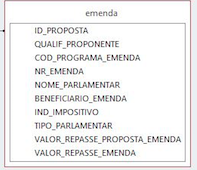 emenda
ID_PROPOSTA
QUALIF_PROPONENTE
COD_PROGRAMA_EMENDA
NR_EMENDA
NOME_PARLAMENTAR
BENEFICIARIO_EMENDA
IND_IMPOSITIVO
TIPO_PARLAMENTAR
VALOR_REPASSE_PROPOSTA_EMENDA
VALOR_REPASSE_EMENDA